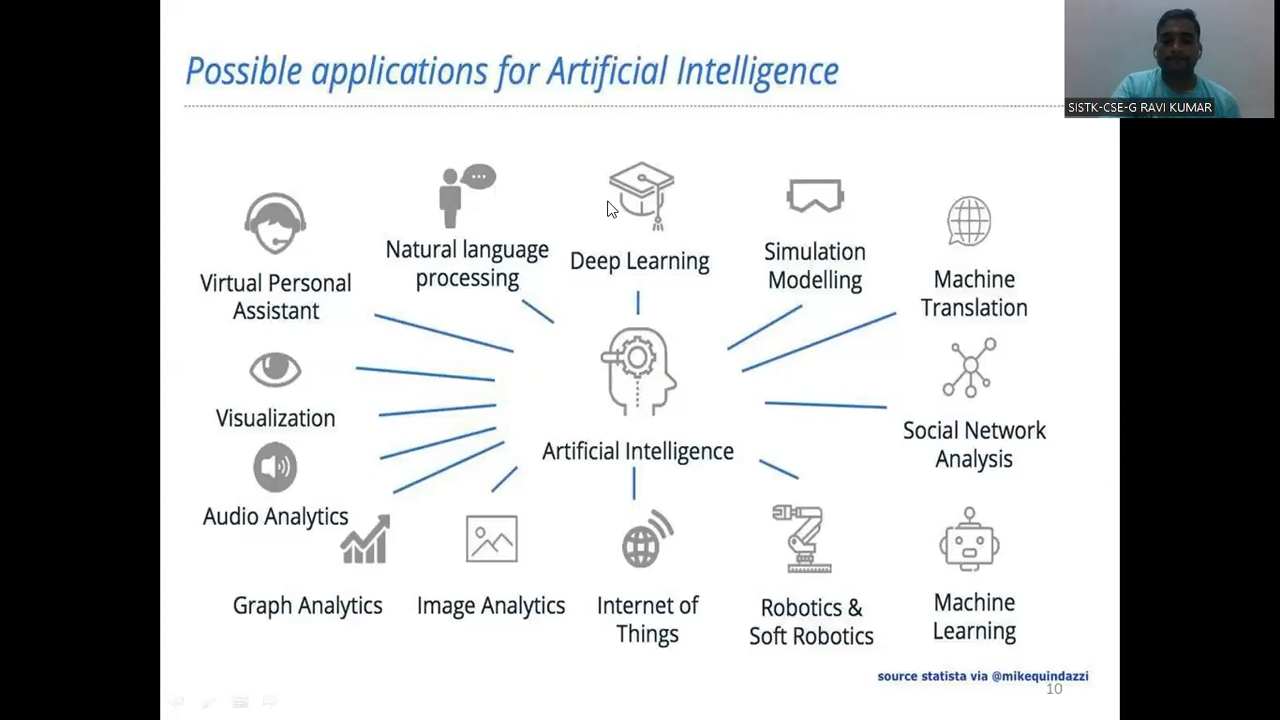 Possible applications for Artificial Intelligence
SISTK-CSE-G RAVI KUMAR
Virtual Personal
Assistant
Natural language
processing
Deep Learning
Simulation
Modelling
Machine
Translation
Visualization
Artificial Intelligence
Social Network
Analysis
Audio Analytics
Graph Analytics
Image Analytics
Internet of
Things
Robotics &
Soft Robotics
Machine
Learning
source statista via @mikequindazzi
10